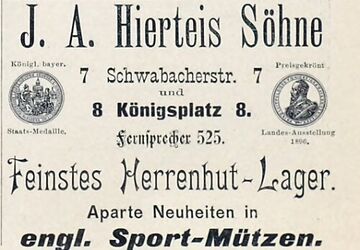 J. A. Hierteis Söhne
Königl. bayer.
Preisgekrönt
7 Schwabacherstr. 7
und
8 Königsplatz 8.
Staats-Medaille.
Landes-Ausstellung
1896.
Fernsprecher 525.
Feinstes Herrenhut-Lager.
Aparte Neuheiten in
engl. Sport-Mützen.